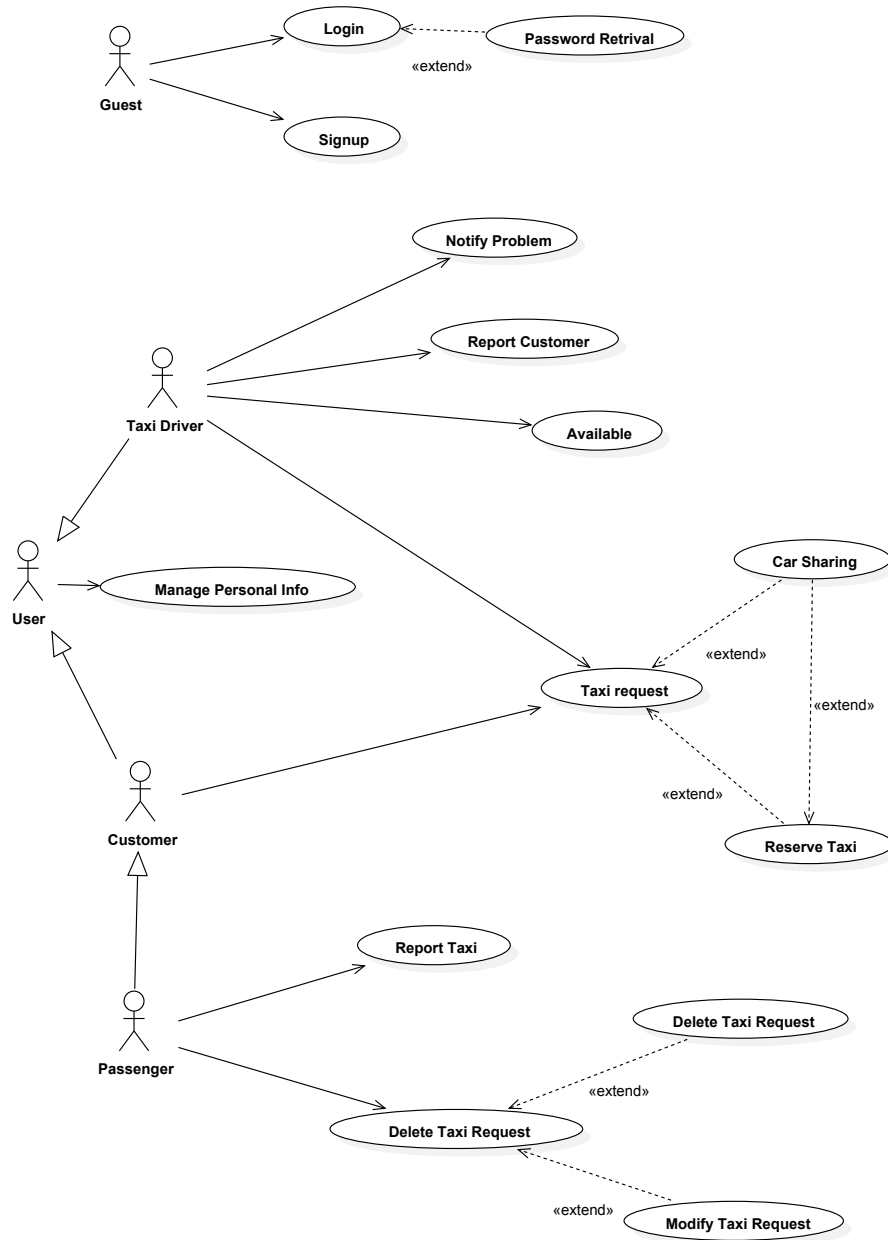 Login
Password Retrival
«extend»
Guest
Signup
Notify Problem
Report Customer
Taxi Driver
Available
Car Sharing
Manage Personal Info
User
«extend»
Taxi request
«extend»
«extend»
Customer
Reserve Taxi
Report Taxi
Delete Taxi Request
Passenger
«extend»
Delete Taxi Request
«extend»
Modify Taxi Request